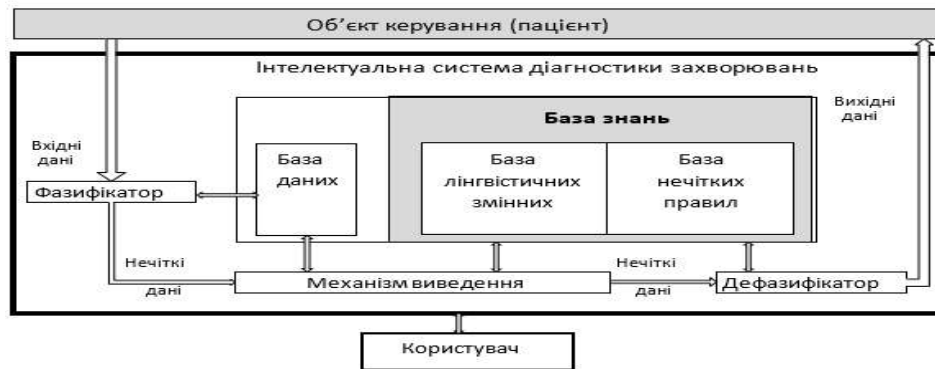 Об’єкт керування (пацієнт)
Інтелектуальна система діагностики захворювань
Вихідні
дані
База знань
Вхідні
дані
База
даних
База
лінгвістичних
змінних
База
нечітких
правил
Фазифікатор
Нечіткі
дані
Механізм виведення
Нечіткі
дані
Дефазифікатор
Користувач